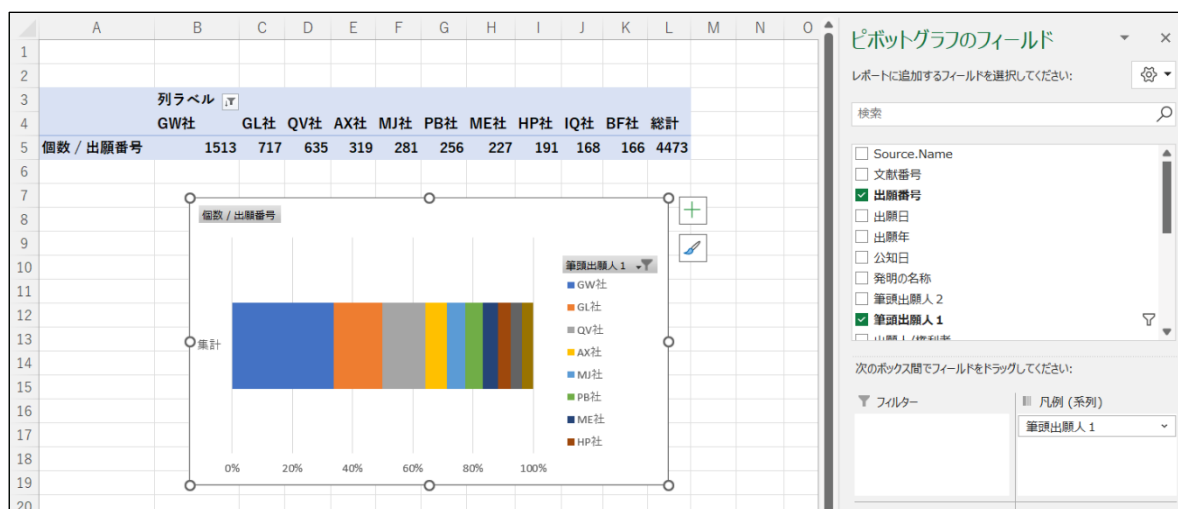 A B C D E F G H I J K L M N O
1
2
3 列ラベル
4 GW社 GL社 QV社 AX社 MJ社 PB社 ME社 HP社 IQ社 BF社 総計
5 個数 / 出願番号 1513 717 635 319 281 256 227 191 168 166 4473
6
7
8
9
10
11
12
13
14
15
16
17
18
19
20
個数 / 出願番号
筆頭出願人1
GW社
GL社
QV社
AX社
MJ社
PB社
ME社
HP社
集計
0% 20% 40% 60% 80% 100%
ピボットグラフのフィールド
レポートに追加するフィールドを選択してください:
検索
Source.Name
文献番号
出願番号
出願日
出願年
公知日
発明の名称
筆頭出願人2
筆頭出願人1
出願人/権利者
次のボックス間でフィールドをドラッグしてください:
フィルター
凡例 (系列)
筆頭出願人1